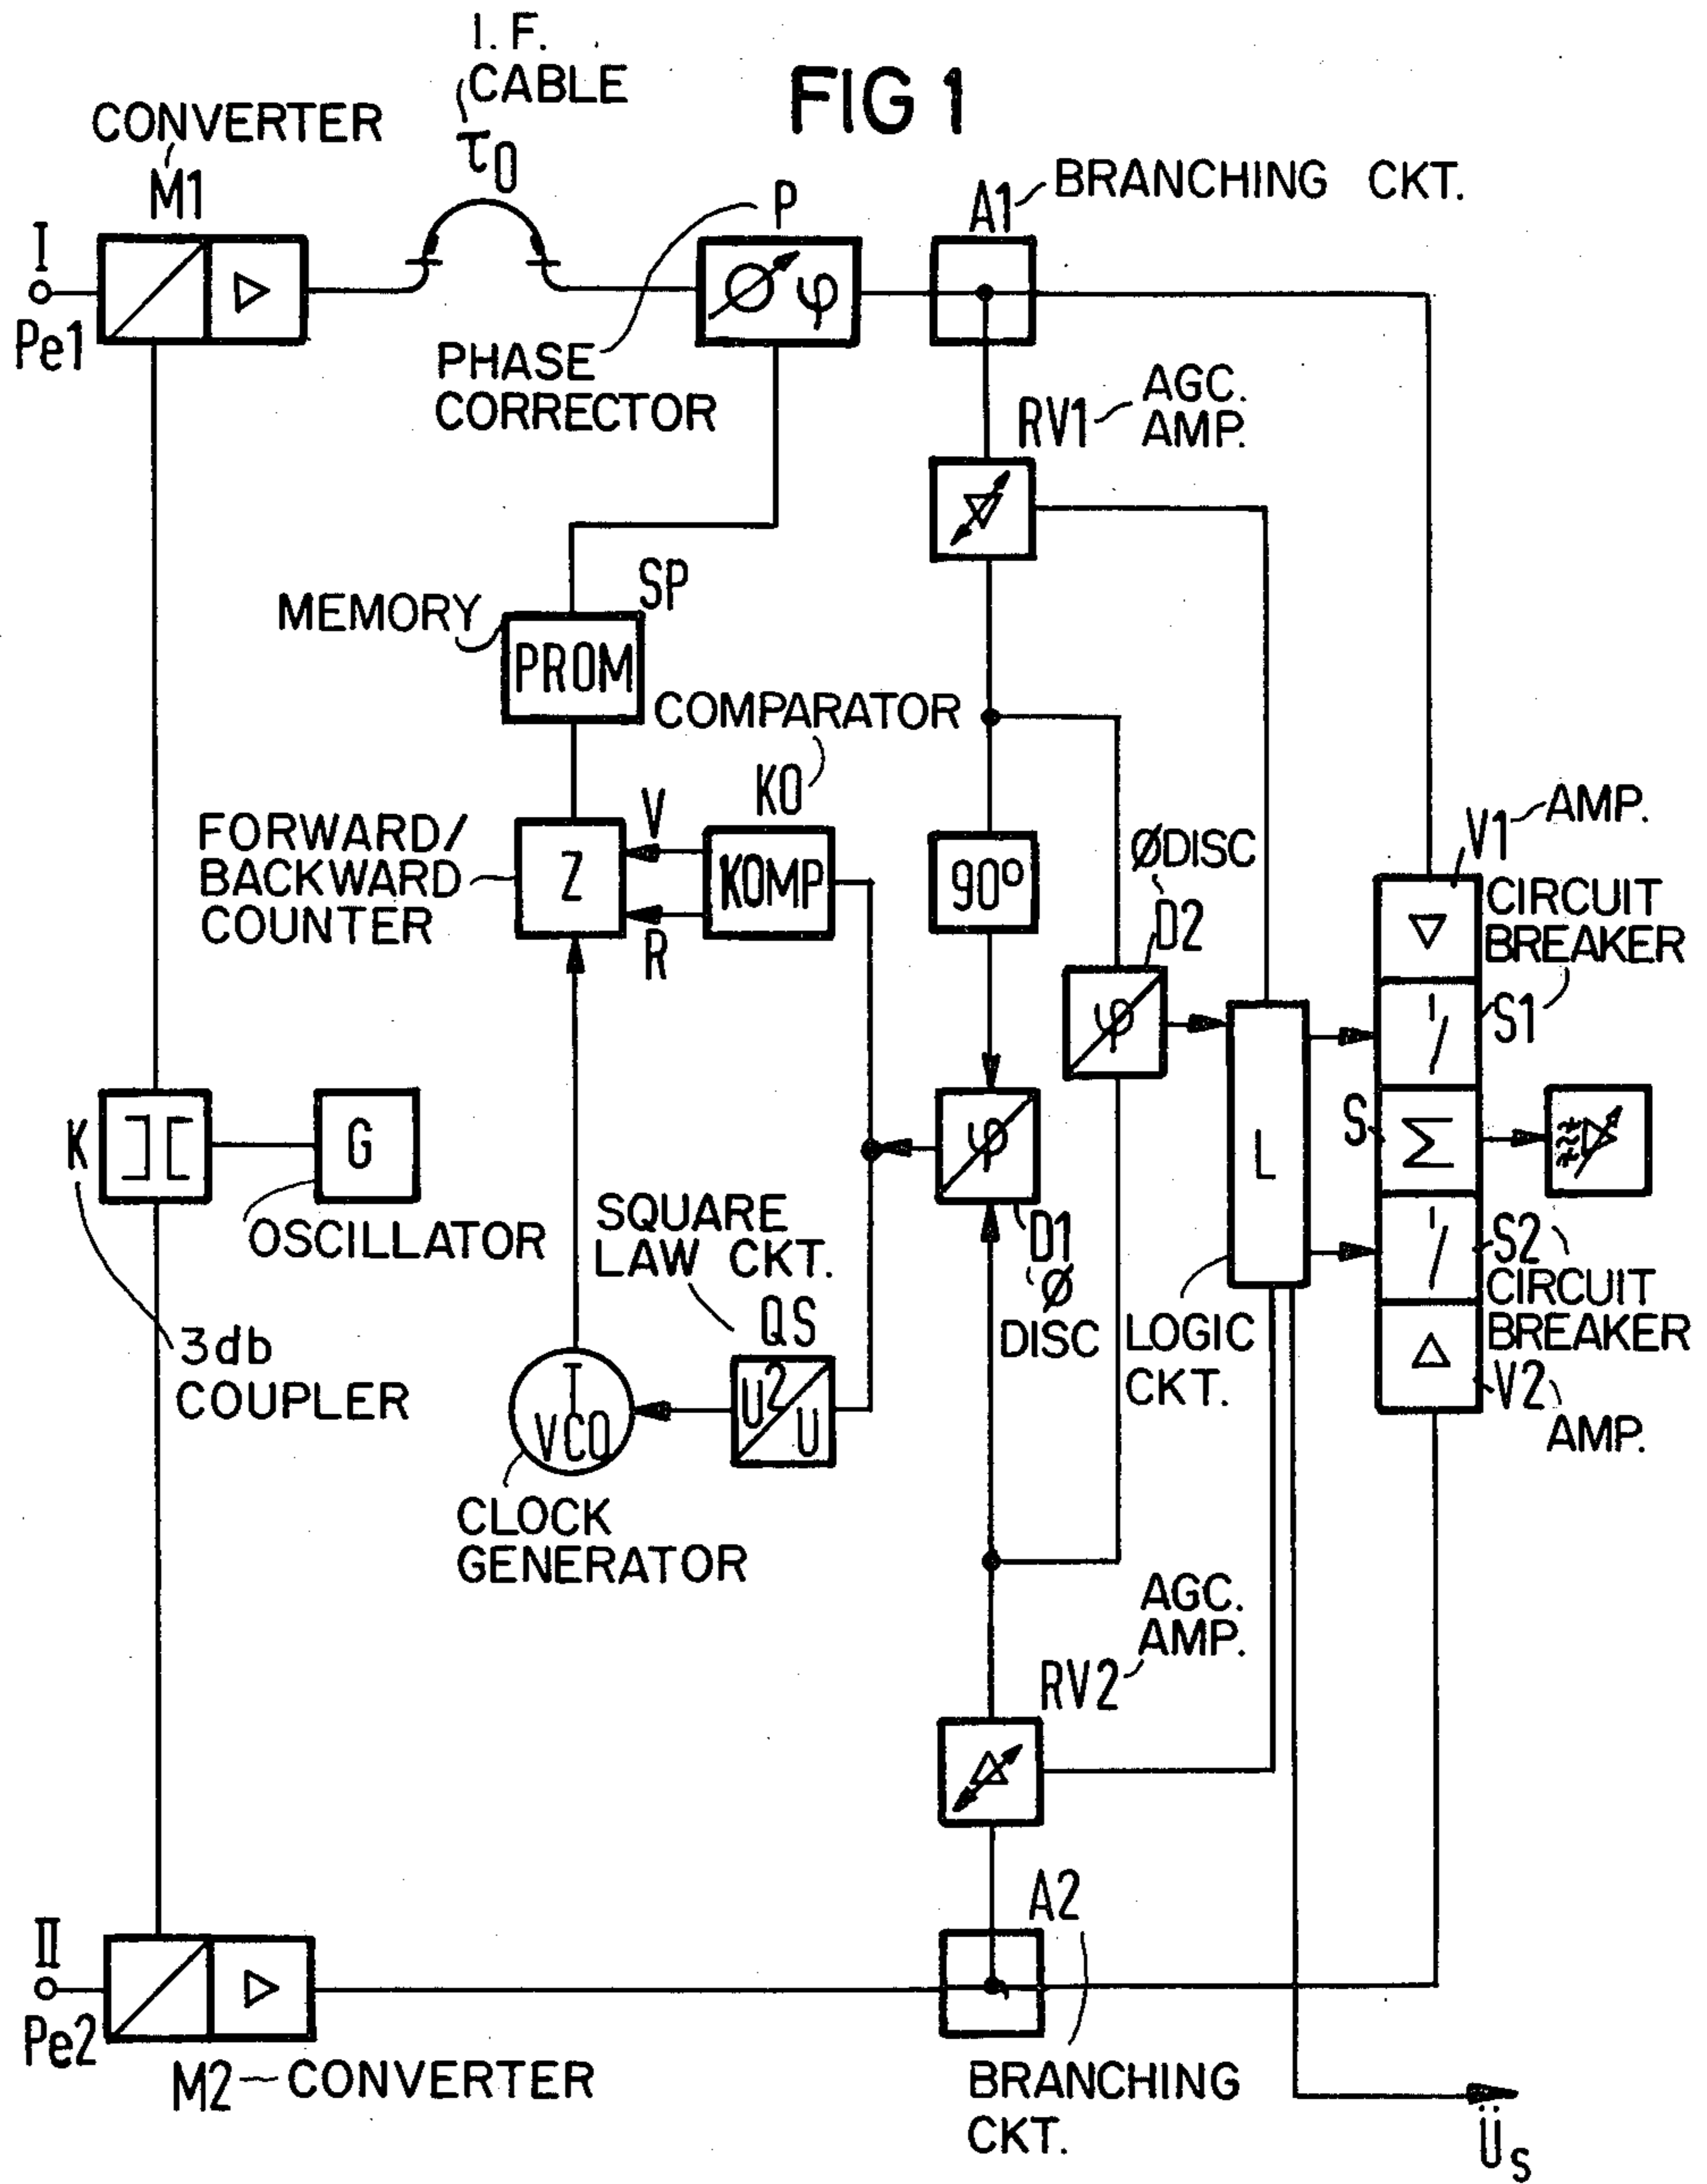 I.F.
CABLE
τ0
FIG 1
CONVERTER
M1
P
A1
BRANCHING CKT.
I
Pe1
φ
PHASE
CORRECTOR
RV1
AGC.
AMP.
SP
MEMORY
PROM
COMPARATOR
KO
V
FORWARD/
BACKWARD
COUNTER
Z
KOMP
R
90°
ØDISC
D2
φ
V1
AMP.
CIRCUIT
BREAKER
S1
K
G
OSCILLATOR
3db
COUPLER
φ
D1
Ø
DISC
L
LOGIC
CKT.
S
Σ
S2
CIRCUIT
BREAKER
V2
AMP.
SQUARE
LAW CKT.
QS
U²/U
T
VCO
CLOCK
GENERATOR
AGC.
AMP.
RV2
A2
BRANCHING
CKT.
II
Pe2
M2
CONVERTER
Üs